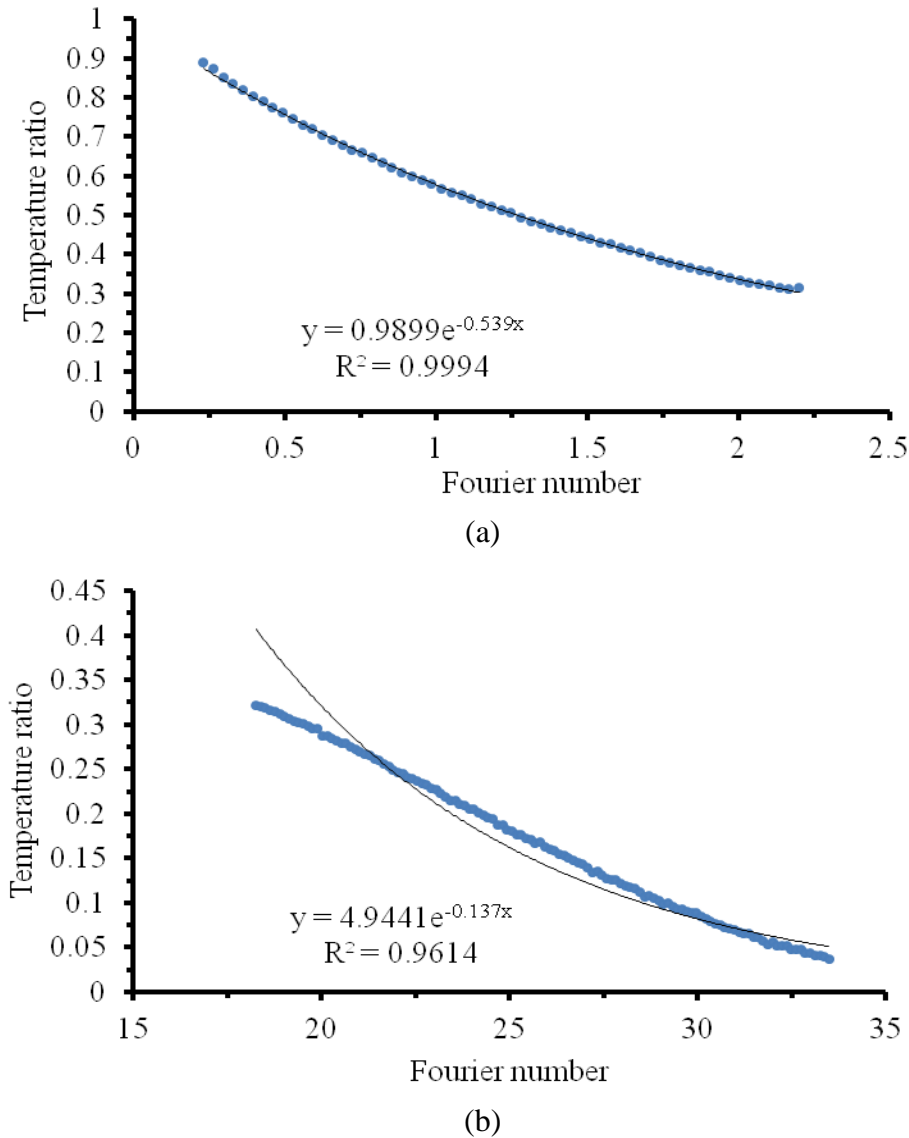 1
0.9
0.8
0.7
0.6
0.5
0.4
0.3
0.2
0.1
0
Temperature ratio
y = 0.9899e^-0.539x
R² = 0.9994
0 0.5 1 1.5 2 2.5
Fourier number
(a)
0.45
0.4
0.35
0.3
0.25
0.2
0.15
0.1
0.05
0
Temperature ratio
y = 4.9441e^-0.137x
R² = 0.9614
15 20 25 30 35
Fourier number
(b)